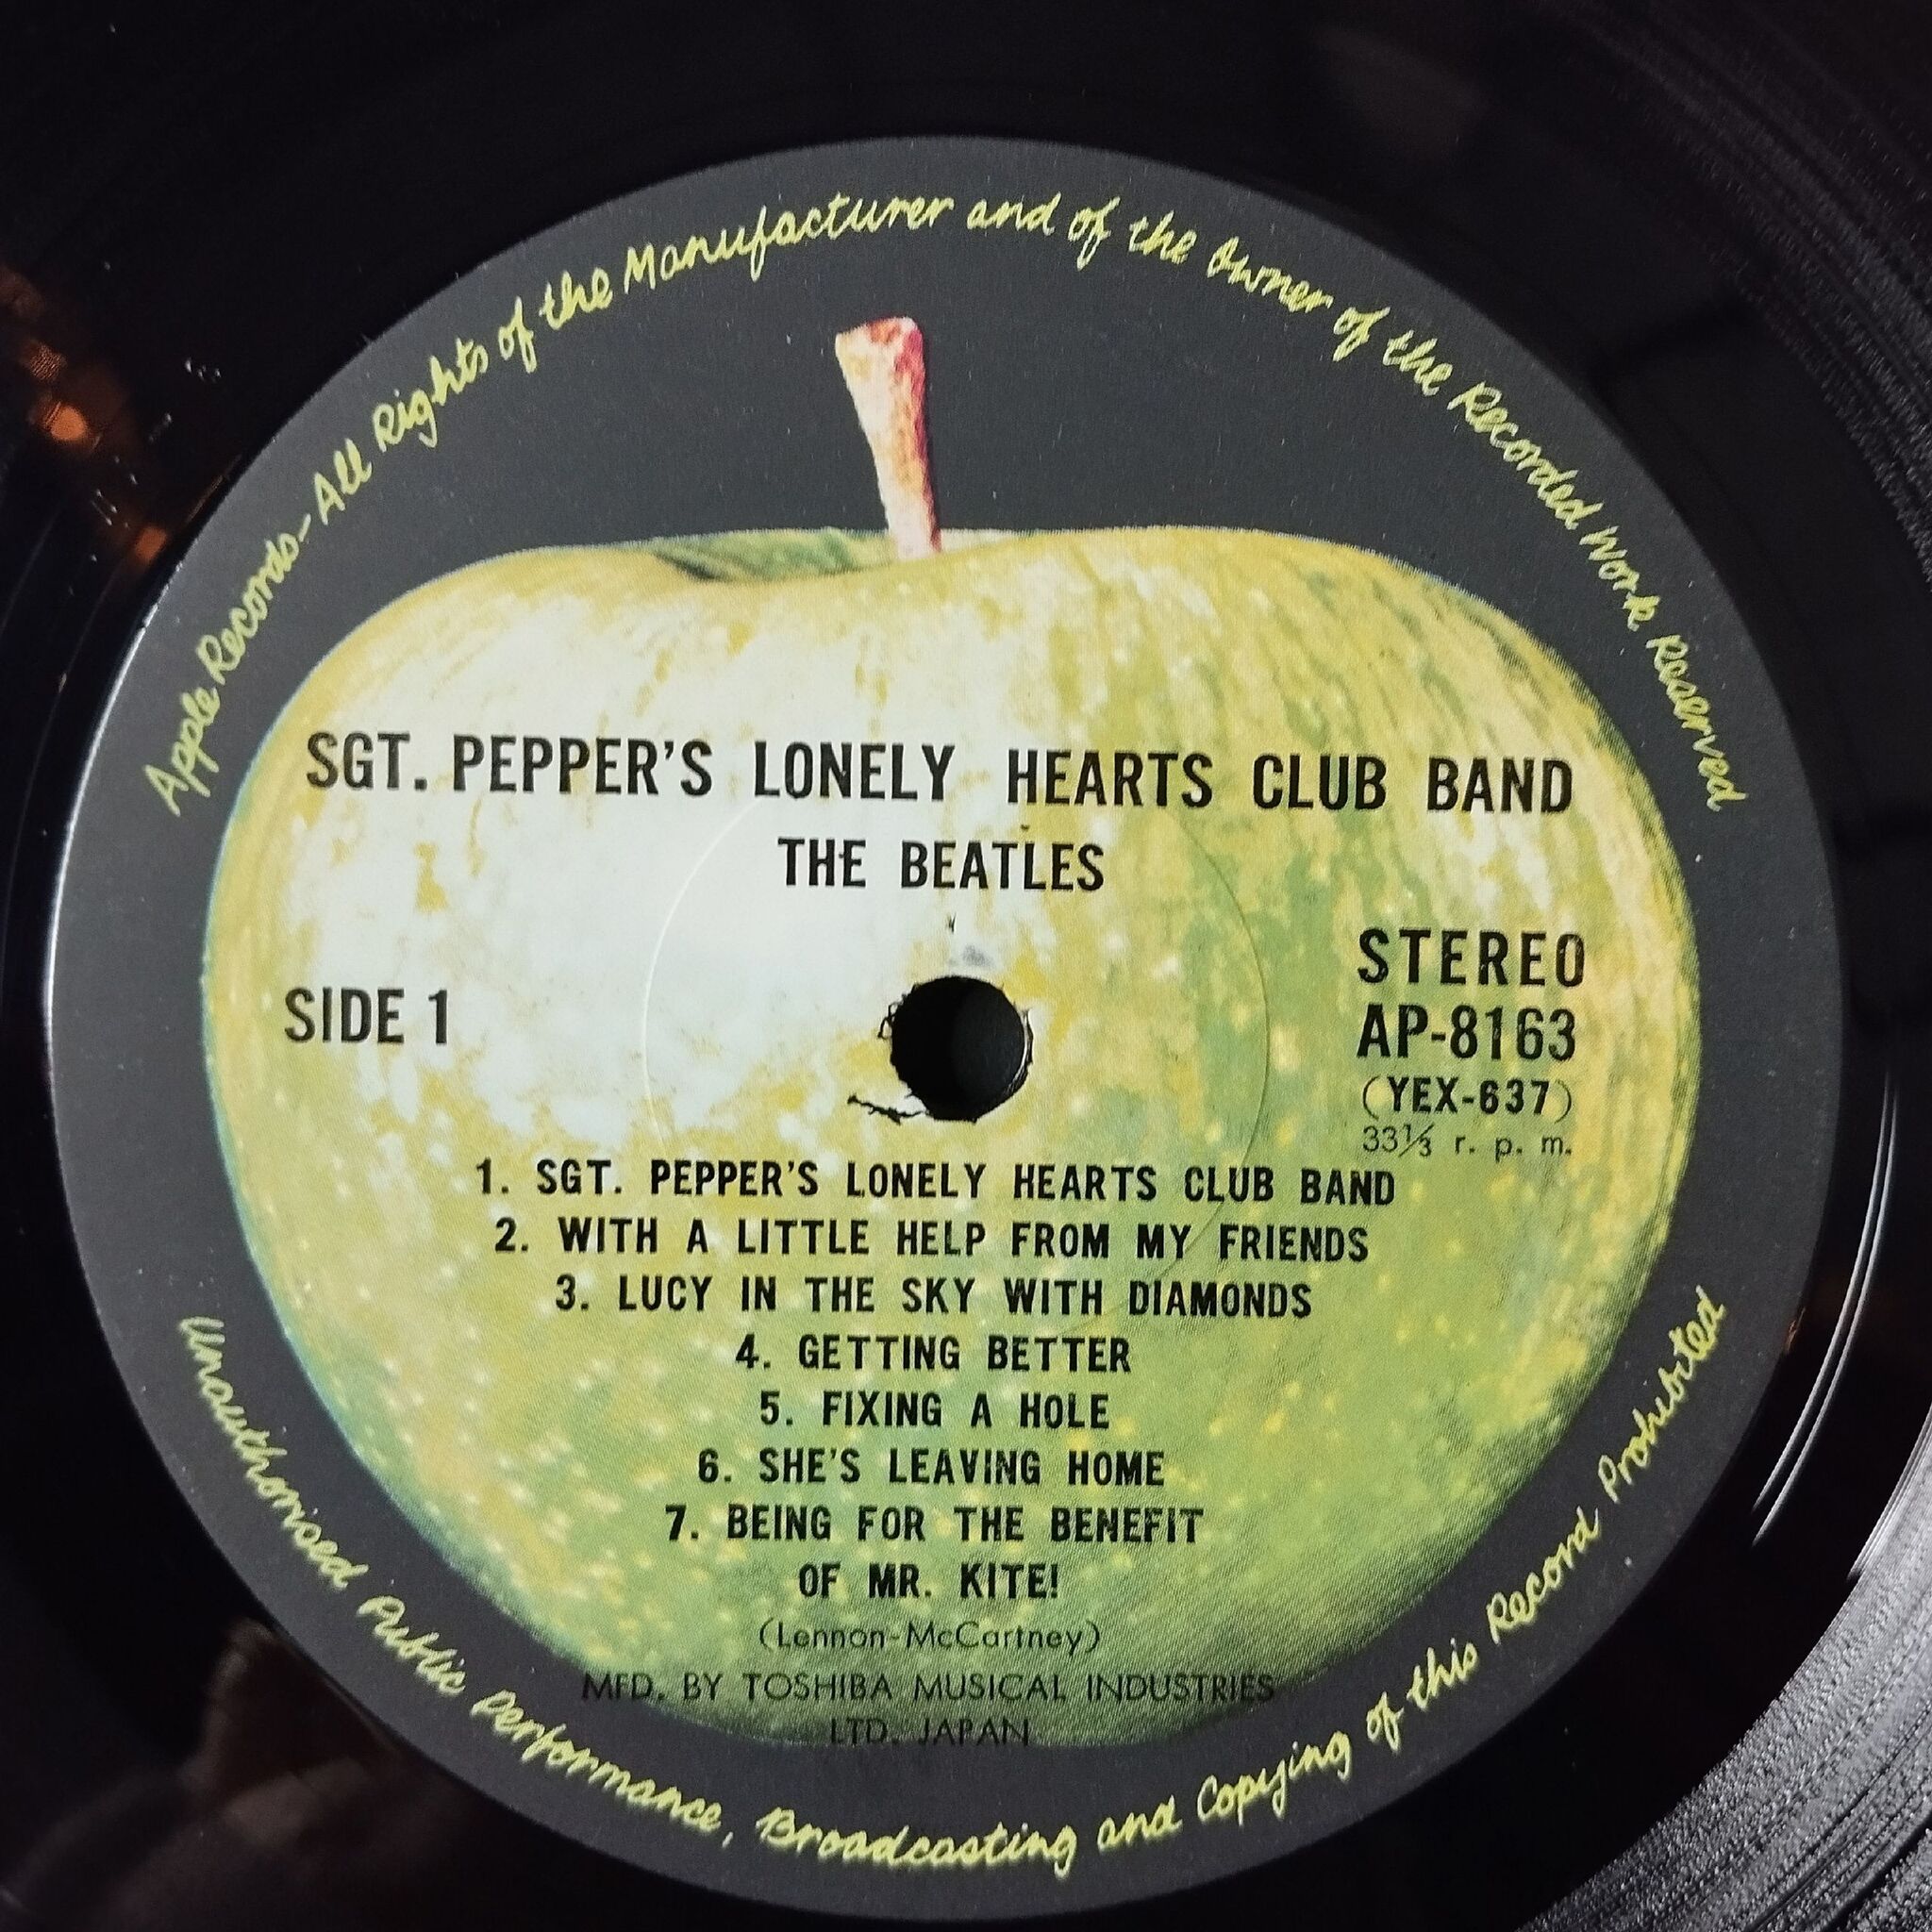 Apple Records - All Rights of the Manufacturer and of the Owner of the Recorded Work Reserved
SGT. PEPPER'S LONELY HEARTS CLUB BAND
THE BEATLES
SIDE 1
STEREO
AP-8163
(YEX-637)
33⅓ r. p. m.
1. SGT. PEPPER'S LONELY HEARTS CLUB BAND
2. WITH A LITTLE HELP FROM MY FRIENDS
3. LUCY IN THE SKY WITH DIAMONDS
4. GETTING BETTER
5. FIXING A HOLE
6. SHE'S LEAVING HOME
7. BEING FOR THE BENEFIT
OF MR. KITE!
(Lennon-McCartney)
MFD. BY TOSHIBA MUSICAL INDUSTRIES
LTD. JAPAN
Unauthorised Public Performance, Broadcasting and Copying of this Record Prohibited